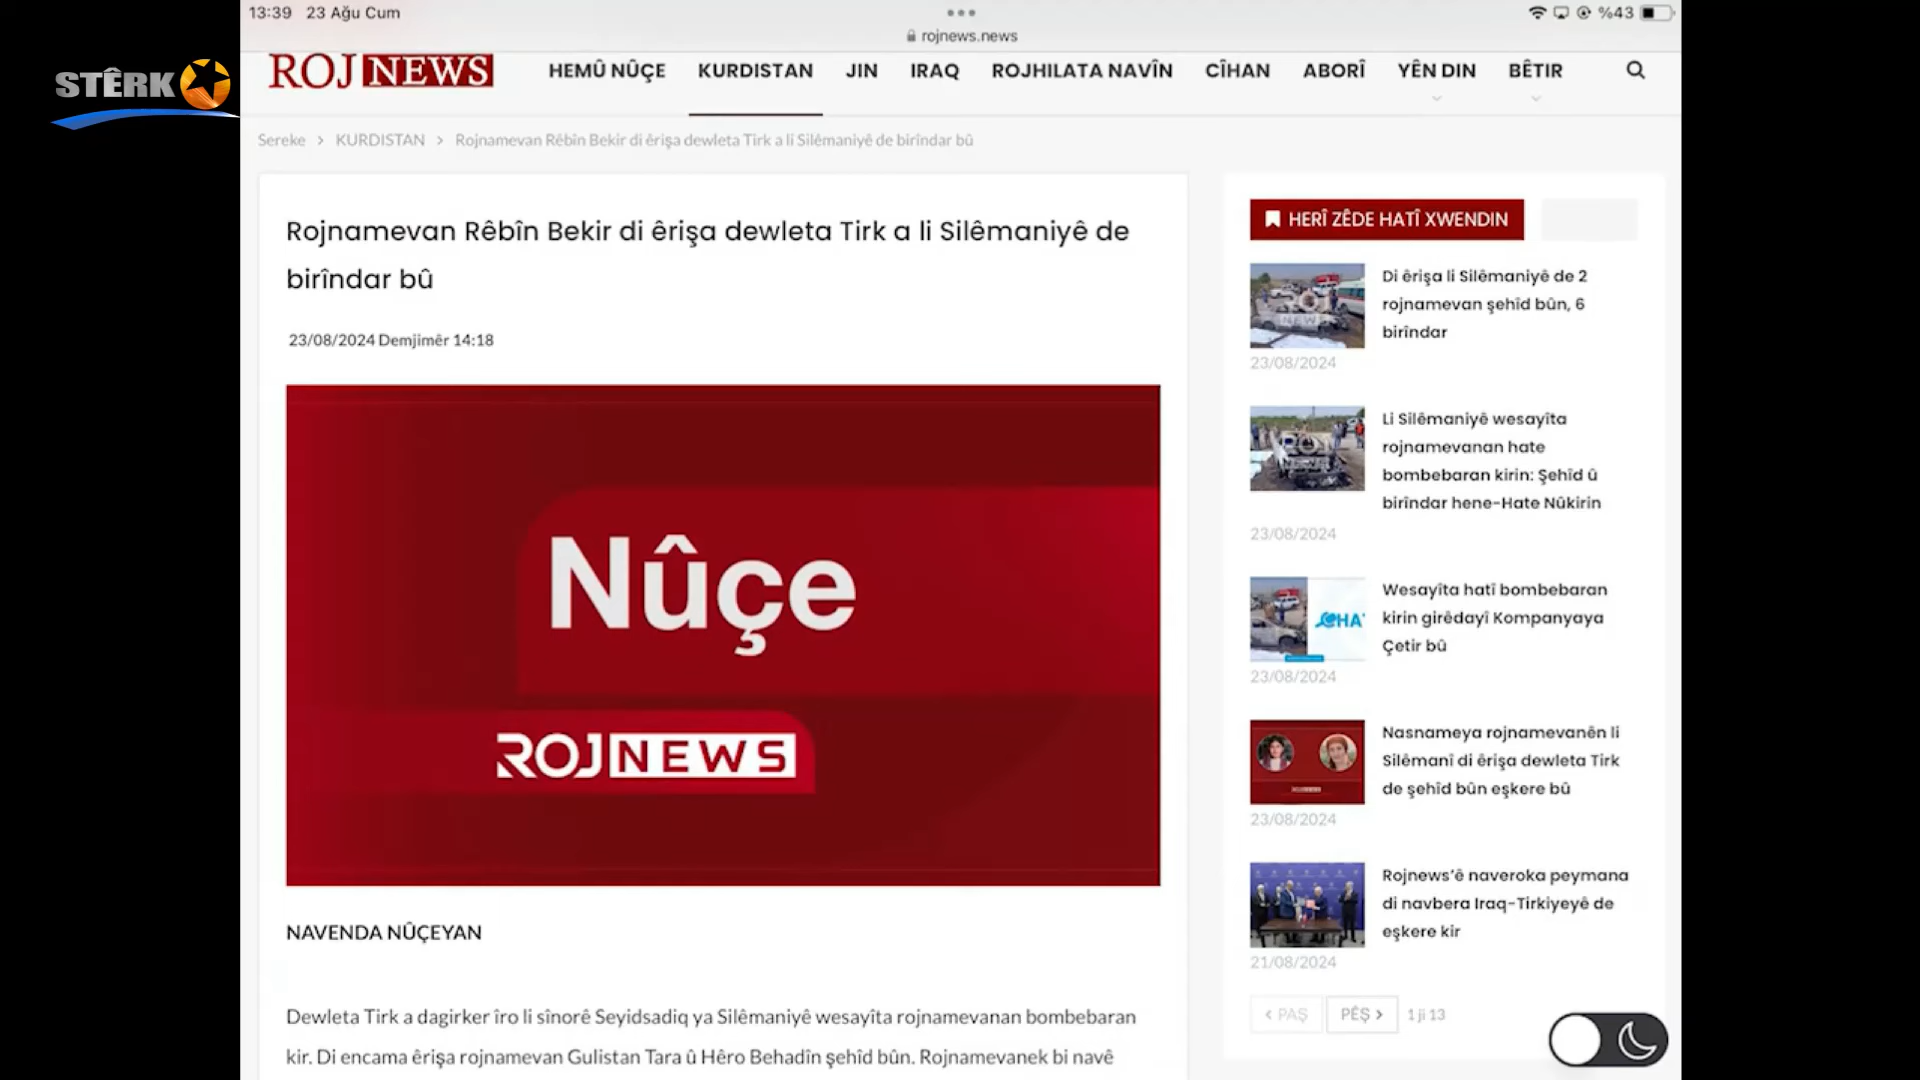 13:39 23 Ağu Cum
%43
rojnews.news
STÊRK
ROJ NEWS
HEMÛ NÛÇE KURDISTAN JIN IRAQ ROJHILATA NAVÎN CÎHAN ABORÎ YÊN DIN BÊTIR
Sereke > KURDISTAN > Rojnamevan Rêbîn Bekir di êrişa dewleta Tirk a li Silêmaniyê de birîndar bû
Rojnamevan Rêbîn Bekir di êrişa dewleta Tirk a li Silêmaniyê de
birîndar bû
23/08/2024 Demjimêr 14:18
Nûçe
ROJNEWS
NAVENDA NÛÇEYAN
Dewleta Tirk a dagirker îro li sînorê Seyidsadiq ya Silêmaniyê wesayîta rojnamevanan bombebaran
kir. Di encama êrişa rojnamevan Gulistan Tara û Hêro Behadîn şehîd bûn. Rojnamevanek bi navê
HERÎ ZÊDE HATÎ XWENDIN
Di êrişa li Silêmaniyê de 2
rojnamevan şehîd bûn, 6
birîndar
23/08/2024
Li Silêmaniyê wesayîta
rojnamevanan hate
bombebaran kirin: Şehîd û
birîndar hene-Hate Nûkirin
23/08/2024
Wesayîta hatî bombebaran
kirin girêdayî Kompanyaya
Çetir bû
23/08/2024
Nasnameya rojnamevanên li
Silêmanî di êrişa dewleta Tirk
de şehîd bûn eşkere bû
23/08/2024
Rojnews'ê naveroka peymana
di navbera Iraq-Tirkiyeyê de
eşkere kir
21/08/2024
< PAŞ PÊŞ > 1 ji 13